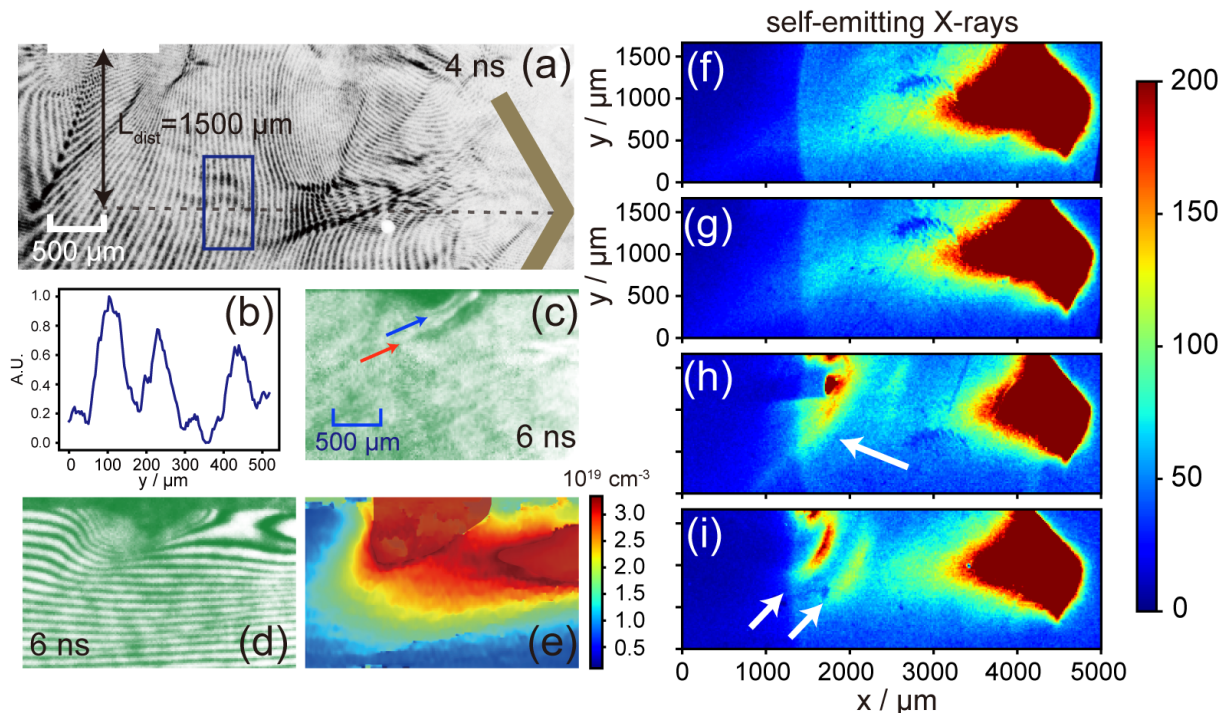 self-emitting X-rays
4 ns
(a)
L_dist=1500 µm
500 µm
(b)
A.U.
1.0
0.8
0.6
0.4
0.2
0.0
0
100
200
300
400
500
y / µm
(c)
500 µm
6 ns
6 ns
(d)
10^19 cm-3
(e)
3.0
2.5
2.0
1.5
1.0
0.5
(f)
y / µm
1500
1000
500
0
(g)
y / µm
1500
1000
500
0
(h)
(i)
0
1000
2000
3000
4000
5000
x / µm
200
150
100
50
0